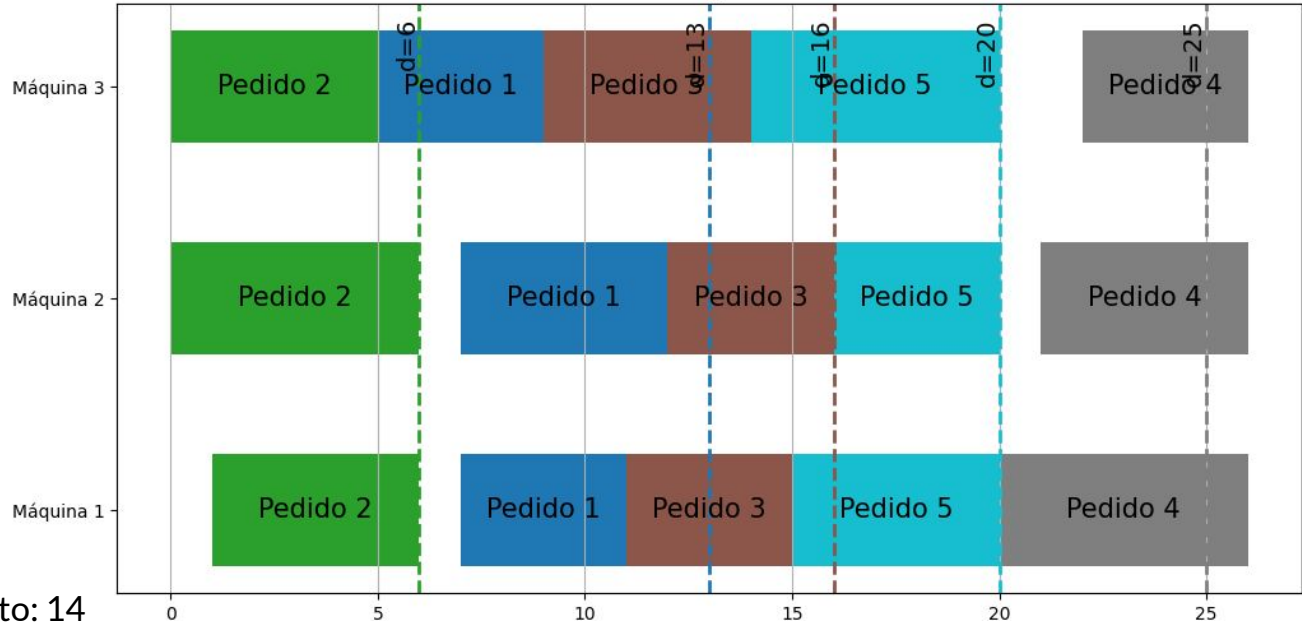 d=6
d=13
d=16
d=20
d=25
Máquina 3
Pedido 2
Pedido 1
Pedido 3
Pedido 5
Pedido 4
Máquina 2
Pedido 2
Pedido 1
Pedido 3
Pedido 5
Pedido 4
Máquina 1
Pedido 2
Pedido 1
Pedido 3
Pedido 5
Pedido 4
to: 14
0
5
10
15
20
25